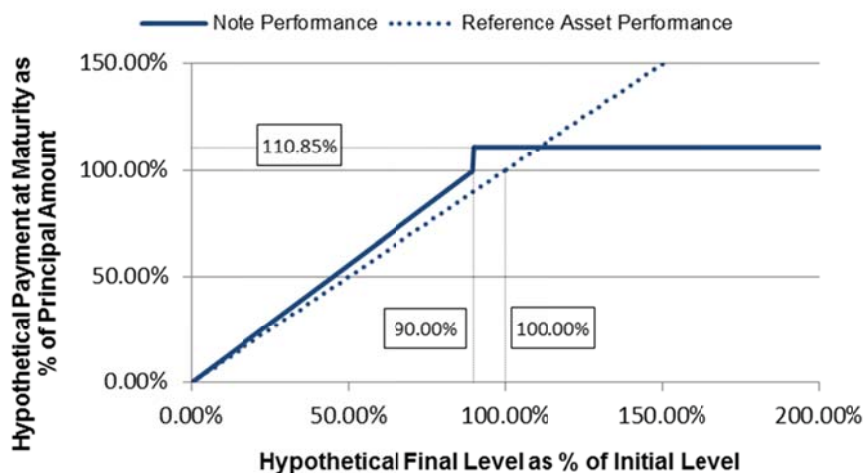 Note Performance Reference Asset Performance
Hypothetical Payment at Maturity as
% of Principal Amount
150.00%
110.85%
100.00%
50.00%
90.00% 100.00%
0.00%
0.00% 50.00% 100.00% 150.00% 200.00%
Hypothetical Final Level as % of Initial Level